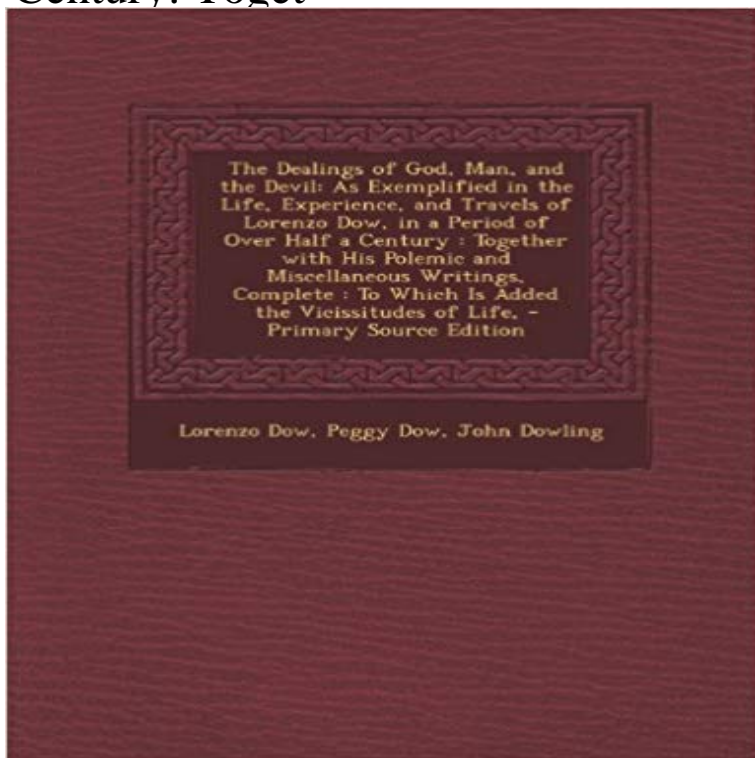 Century: Toget
The Dealings of God, Man, and
the Devil: As Exemplified in the
Life, Experience, and Travels of
Lorenzo Dow, in a Period of
Over Half a Century : Together
with His Polemic and
Miscellaneous Writings,
Complete : To Which Is Added
the Vicissitudes of Life, -
Primary Source Edition
Lorenzo Dow, Peggy Dow, John Dowling